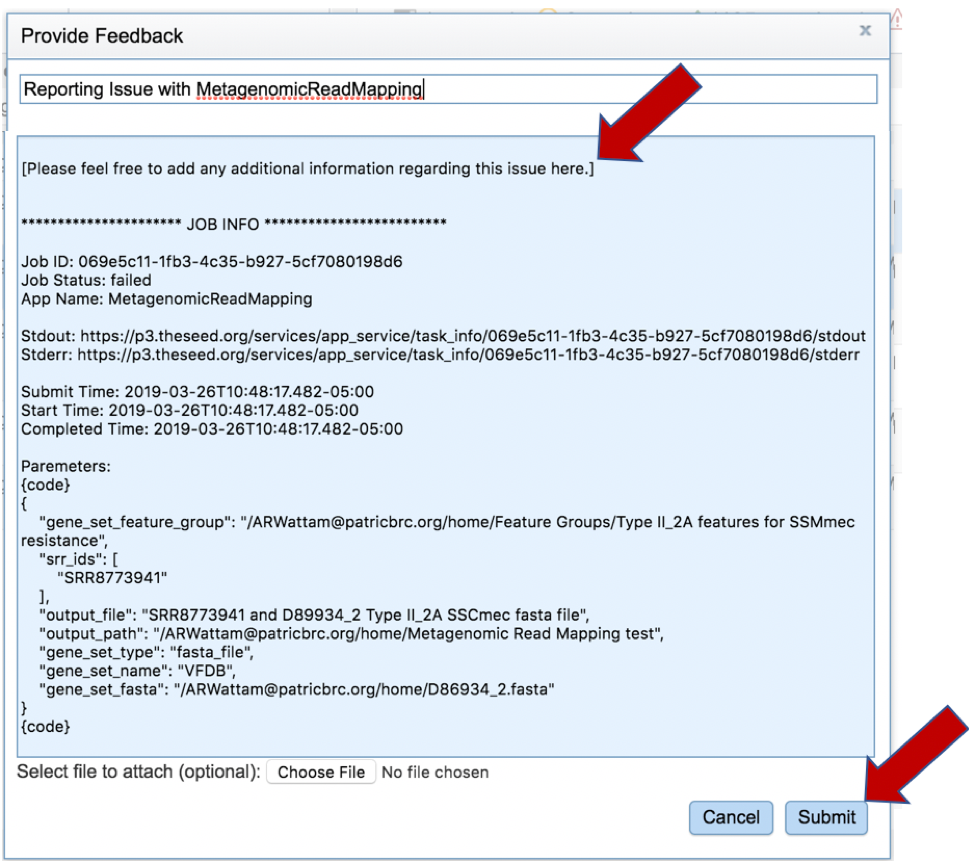 Provide Feedback
x
Reporting Issue with MetagenomicReadMapping
[Please feel free to add any additional information regarding this issue here.]
********************** JOB INFO *************************
Job ID: 069e5c11-1fb3-4c35-b927-5cf7080198d6
Job Status: failed
App Name: MetagenomicReadMapping
Stdout: https://p3.theseed.org/services/app_service/task_info/069e5c11-1fb3-4c35-b927-5cf7080198d6/stdout
Stderr: https://p3.theseed.org/services/app_service/task_info/069e5c11-1fb3-4c35-b927-5cf7080198d6/stderr
Submit Time: 2019-03-26T10:48:17.482-05:00
Start Time: 2019-03-26T10:48:17.482-05:00
Completed Time: 2019-03-26T10:48:17.482-05:00
Paremeters:
{code}
{
"gene_set_feature_group": "/ARWattam@patricbrc.org/home/Feature Groups/Type II_2A features for SSMmec
resistance",
"srr_ids": [
"SRR8773941"
],
"output_file": "SRR8773941 and D89934_2 Type II_2A SSCmec fasta file",
"output_path": "/ARWattam@patricbrc.org/home/Metagenomic Read Mapping test",
"gene_set_type": "fasta_file",
"gene_set_name": "VFDB",
"gene_set_fasta": "/ARWattam@patricbrc.org/home/D86934_2.fasta"
}
{code}
Select file to attach (optional): Choose File No file chosen
Cancel Submit